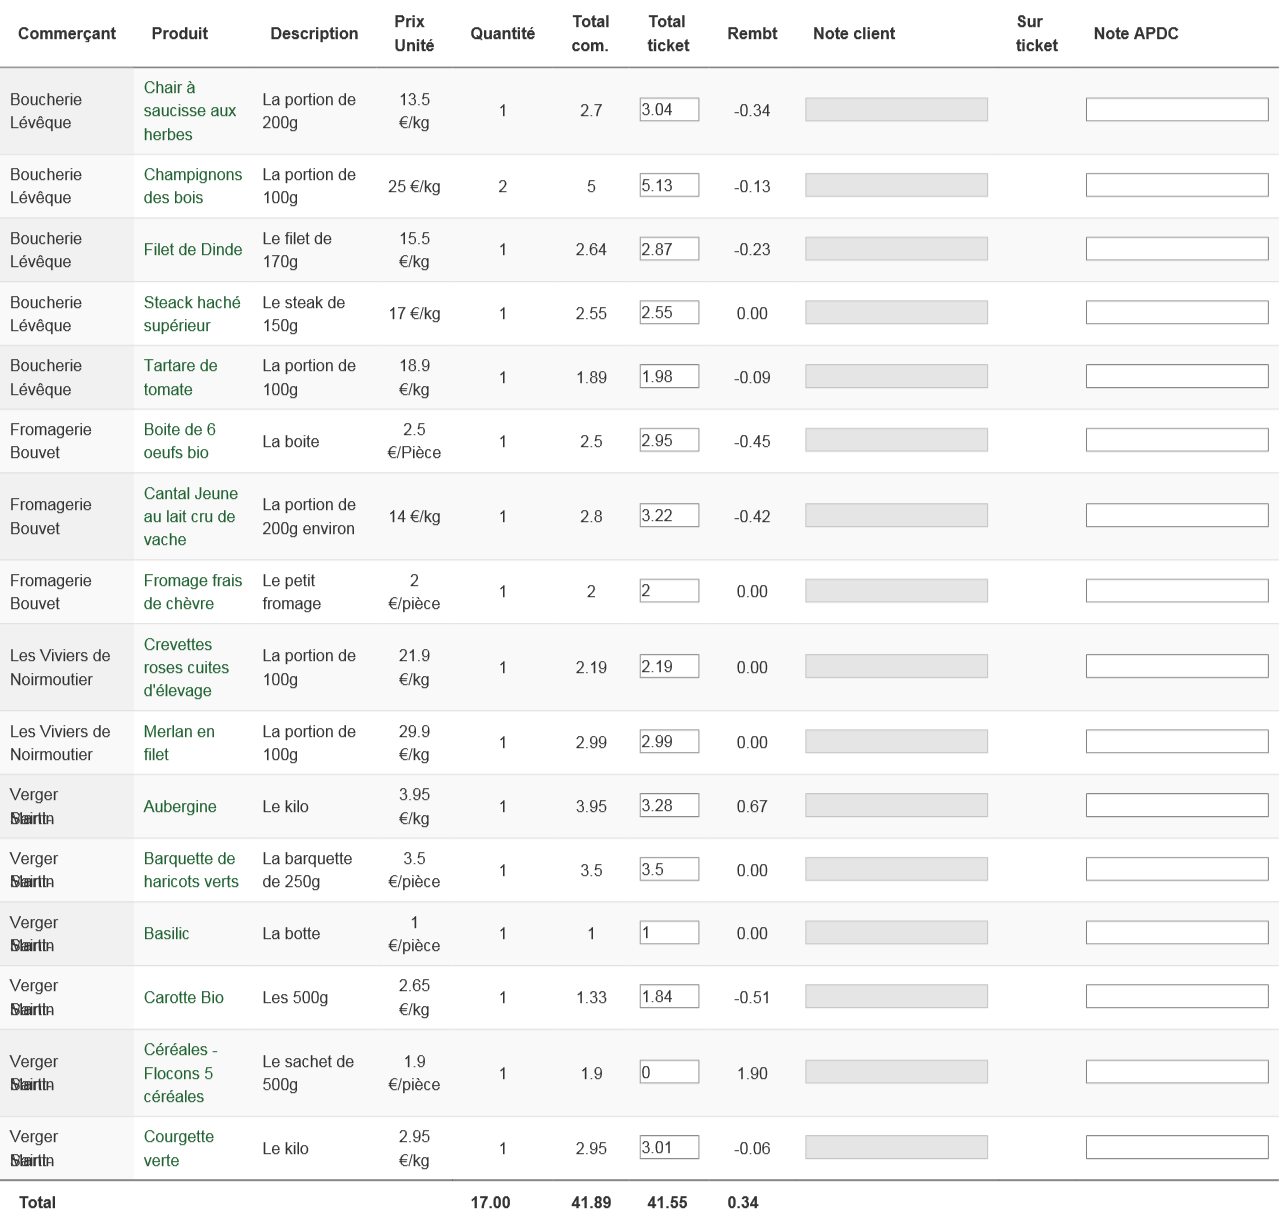 Commerçant Produit Description Prix Unité Quantité Total com. Total ticket Rembt Note client Sur ticket Note APDC
Boucherie Lévêque Chair à saucisse aux herbes La portion de 200g 13.5 €/kg 1 2.7 3.04 -0.34
Boucherie Lévêque Champignons des bois La portion de 100g 25 €/kg 2 5 5.13 -0.13
Boucherie Lévêque Filet de Dinde Le filet de 170g 15.5 €/kg 1 2.64 2.87 -0.23
Boucherie Lévêque Steack haché supérieur Le steak de 150g 17 €/kg 1 2.55 2.55 0.00
Boucherie Lévêque Tartare de tomate La portion de 100g 18.9 €/kg 1 1.89 1.98 -0.09
Fromagerie Bouvet Boite de 6 oeufs bio La boite 2.5 €/Pièce 1 2.5 2.95 -0.45
Fromagerie Bouvet Cantal Jeune au lait cru de vache La portion de 200g environ 14 €/kg 1 2.8 3.22 -0.42
Fromagerie Bouvet Fromage frais de chèvre Le petit fromage 2 €/pièce 1 2 2 0.00
Les Viviers de Noirmoutier Crevettes roses cuites d'élevage La portion de 100g 21.9 €/kg 1 2.19 2.19 0.00
Les Viviers de Noirmoutier Merlan en filet La portion de 100g 29.9 €/kg 1 2.99 2.99 0.00
Verger Aubergine Le kilo 3.95 €/kg 1 3.95 3.28 0.67
Verger Barquette de haricots verts La barquette de 250g 3.5 €/pièce 1 3.5 3.5 0.00
Verger Basilic La botte 1 €/pièce 1 1 1 0.00
Verger Carotte Bio Les 500g 2.65 €/kg 1 1.33 1.84 -0.51
Verger Céréales - Flocons 5 céréales Le sachet de 500g 1.9 €/pièce 1 1.9 0 1.90
Verger Courgette verte Le kilo 2.95 €/kg 1 2.95 3.01 -0.06
Total 17.00 41.89 41.55 0.34